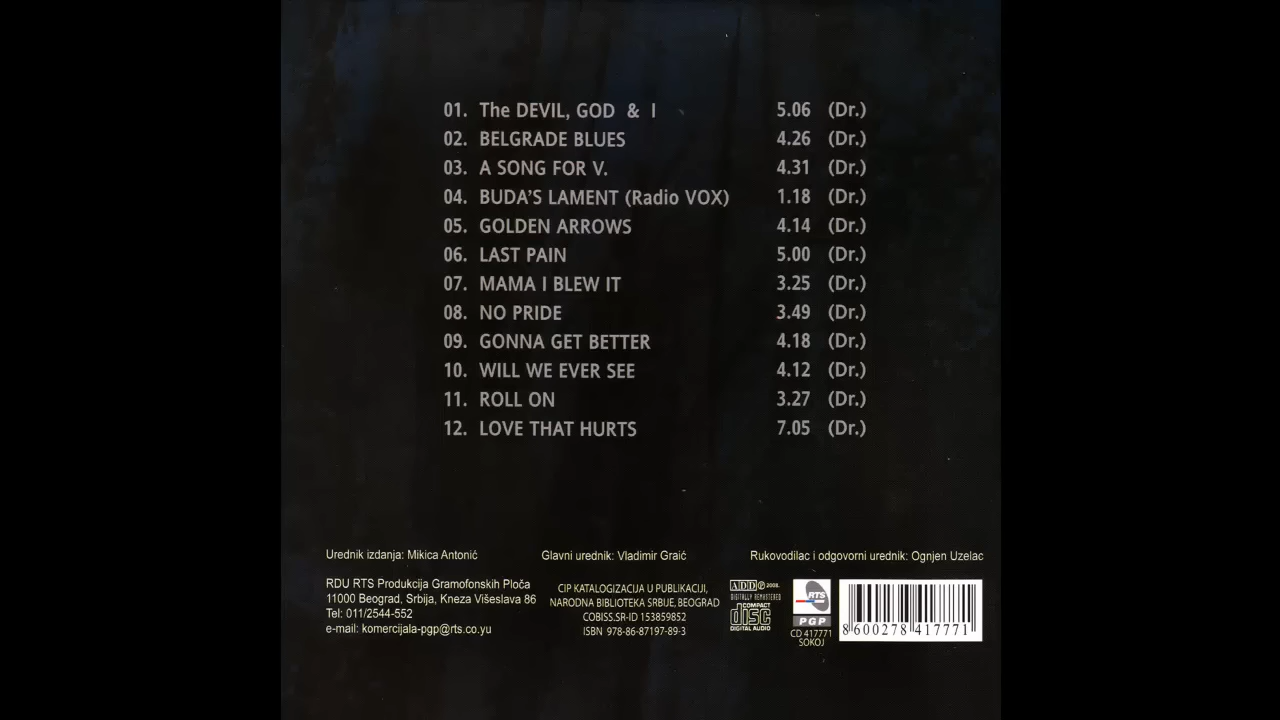 01. The DEVIL, GOD & I 5.06 (Dr.)
02. BELGRADE BLUES 4.26 (Dr.)
03. A SONG FOR V. 4.31 (Dr.)
04. BUDA'S LAMENT (Radio VOX) 1.18 (Dr.)
05. GOLDEN ARROWS 4.14 (Dr.)
06. LAST PAIN 5.00 (Dr.)
07. MAMA I BLEW IT 3.25 (Dr.)
08. NO PRIDE 3.49 (Dr.)
09. GONNA GET BETTER 4.18 (Dr.)
10. WILL WE EVER SEE 4.12 (Dr.)
11. ROLL ON 3.27 (Dr.)
12. LOVE THAT HURTS 7.05 (Dr.)
Urednik izdanja: Mikica Antonić
Glavni urednik: Vladimir Graić
Rukovodilac i odgovorni urednik: Ognjen Uzelac
RDU RTS Produkcija Gramofonskih Ploča
11000 Beograd, Srbija, Kneza Višeslava 86
Tel: 011/2544-552
e-mail: komercijala-pgp@rts.co.yu
CIP KATALOGIZACIJA U PUBLIKACIJI,
NARODNA BIBLIOTEKA SRBIJE, BEOGRAD
COBISS.SR-ID 153859852
ISBN 978-86-87197-89-3
ADD ℗ 2008.
DIGITALLY REMASTERED
COMPACT
disc
DIGITAL AUDIO
RTS
PGP
CD 417771
SOKOJ
8 600278 417771